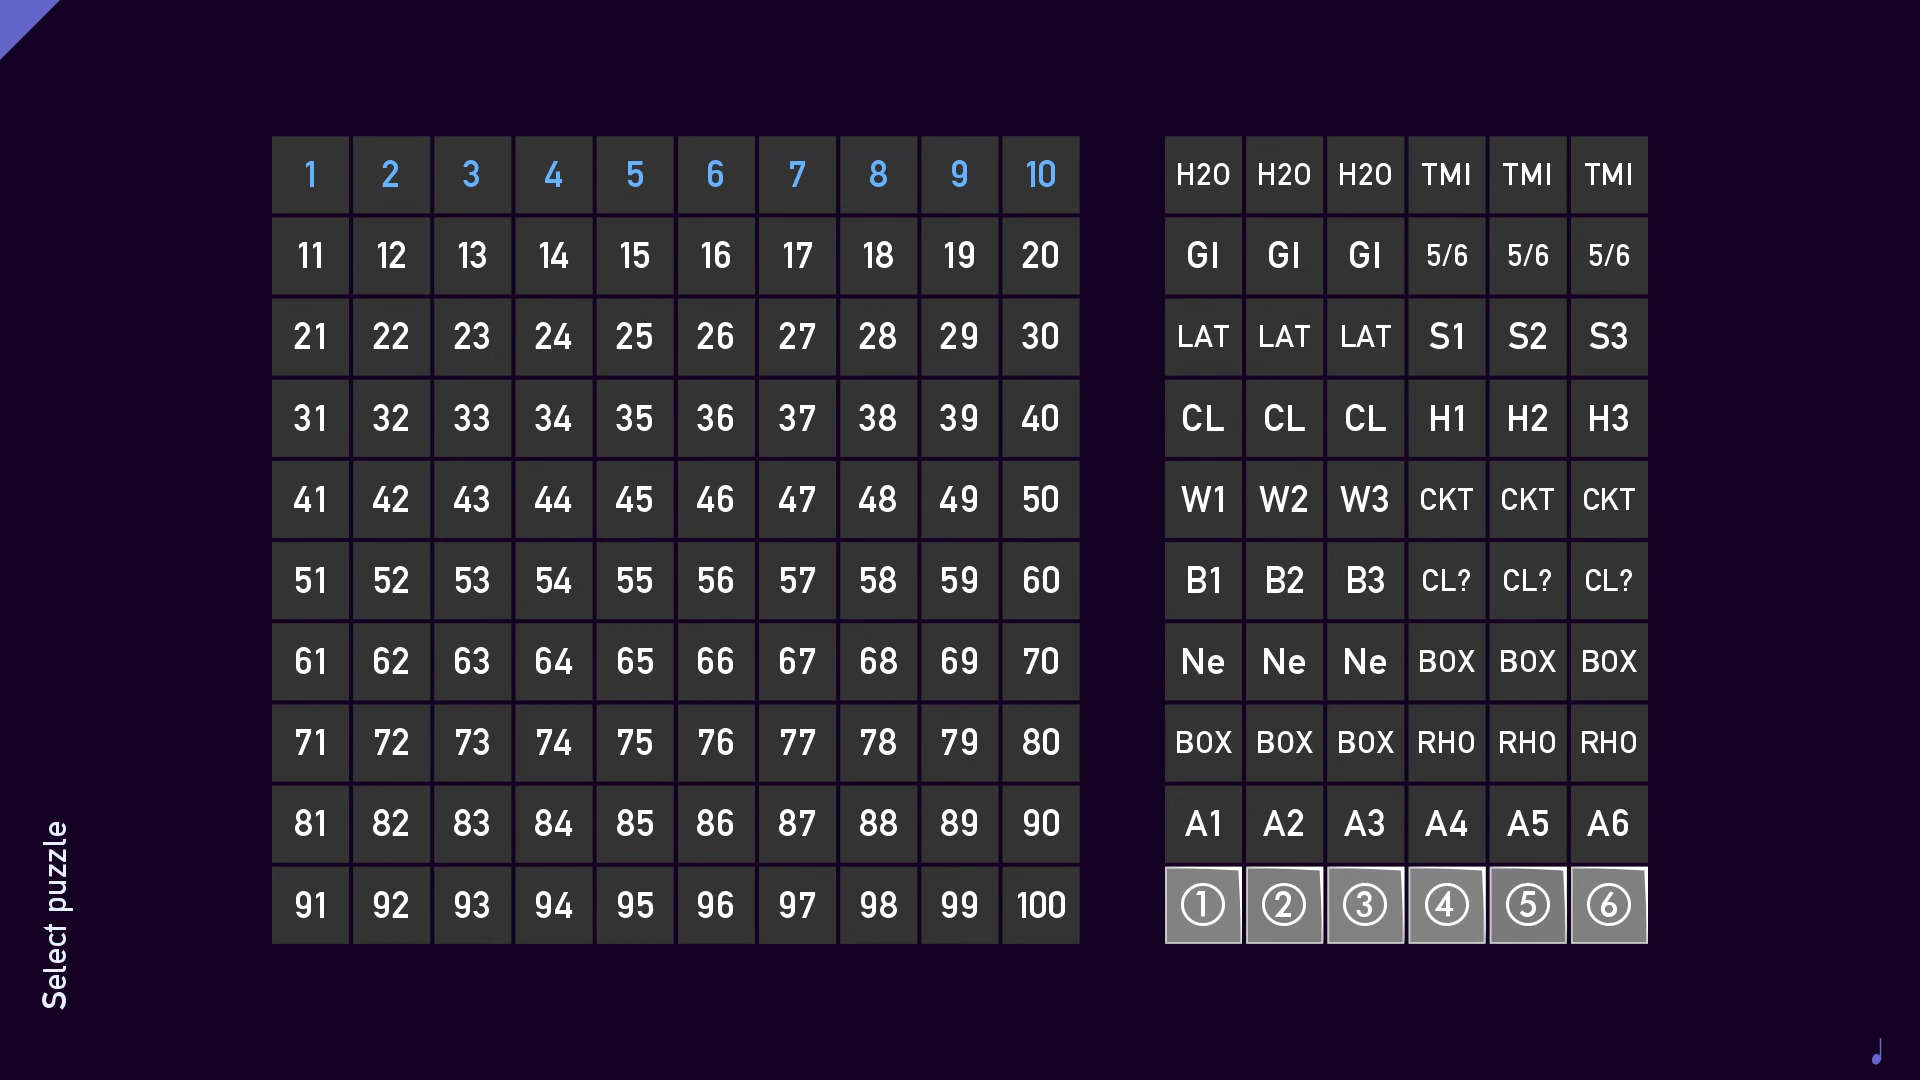 1 2 3 4 5 6 7 8 9 10 H2O H2O H2O TMI TMI TMI
11 12 13 14 15 16 17 18 19 20 GI GI GI 5/6 5/6 5/6
21 22 23 24 25 26 27 28 29 30 LAT LAT LAT S1 S2 S3
31 32 33 34 35 36 37 38 39 40 CL CL CL H1 H2 H3
41 42 43 44 45 46 47 48 49 50 W1 W2 W3 CKT CKT CKT
51 52 53 54 55 56 57 58 59 60 B1 B2 B3 CL? CL? CL?
61 62 63 64 65 66 67 68 69 70 Ne Ne Ne BOX BOX BOX
71 72 73 74 75 76 77 78 79 80 BOX BOX BOX RHO RHO RHO
81 82 83 84 85 86 87 88 89 90 A1 A2 A3 A4 A5 A6
91 92 93 94 95 96 97 98 99 100 ① ② ③ ④ ⑤ ⑥
Select puzzle